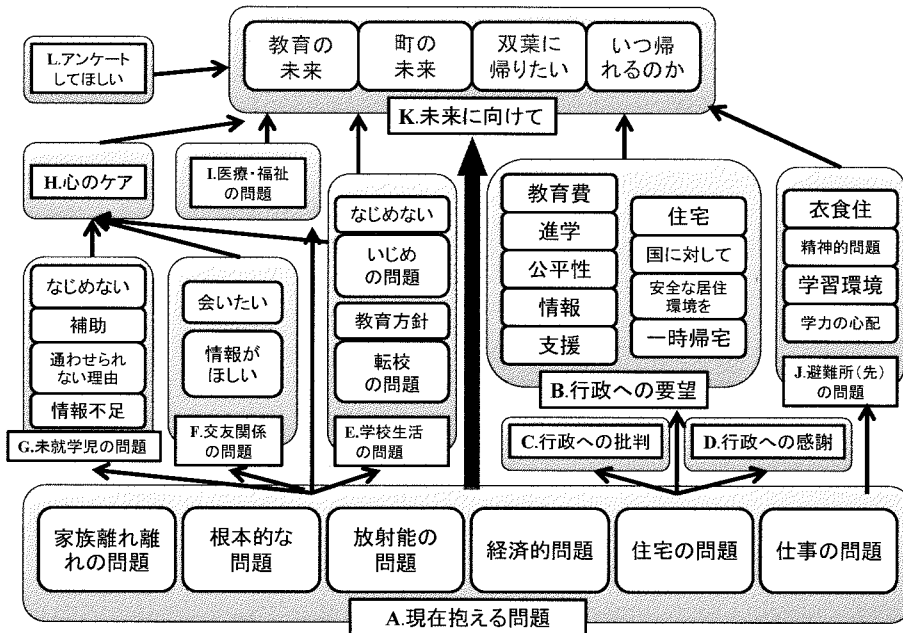 L.アンケート
してほしい
教育の
未来
町の
未来
双葉に
帰りたい
いつ帰
れるのか
K.未来に向けて
H.心のケア
I.医療・福祉
の問題
なじめない
いじめ
の問題
教育方針
転校
の問題
E.学校生活
の問題
教育費
進学
公平性
情報
支援
住宅
国に対して
安全な居住
環境を
一時帰宅
B.行政への要望
衣食住
精神的問題
学習環境
学力の心配
J.避難所(先)
の問題
なじめない
補助
通わせられ
ない理由
情報不足
G.未就学児の問題
会いたい
情報が
ほしい
F.交友関係
の問題
C.行政への批判
D.行政への感謝
家族離れ離
れの問題
根本的な
問題
放射能の
問題
経済的問題
住宅の問題
仕事の問題
A.現在抱える問題